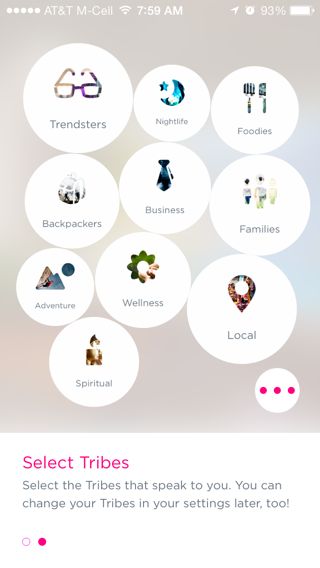 AT&T M-Cell 7:59 AM 93%
Trendsters
Nightlife
Foodies
Backpackers
Business
Families
Adventure
Wellness
Local
Spiritual
Select Tribes
Select the Tribes that speak to you. You can
change your Tribes in your settings later, too!